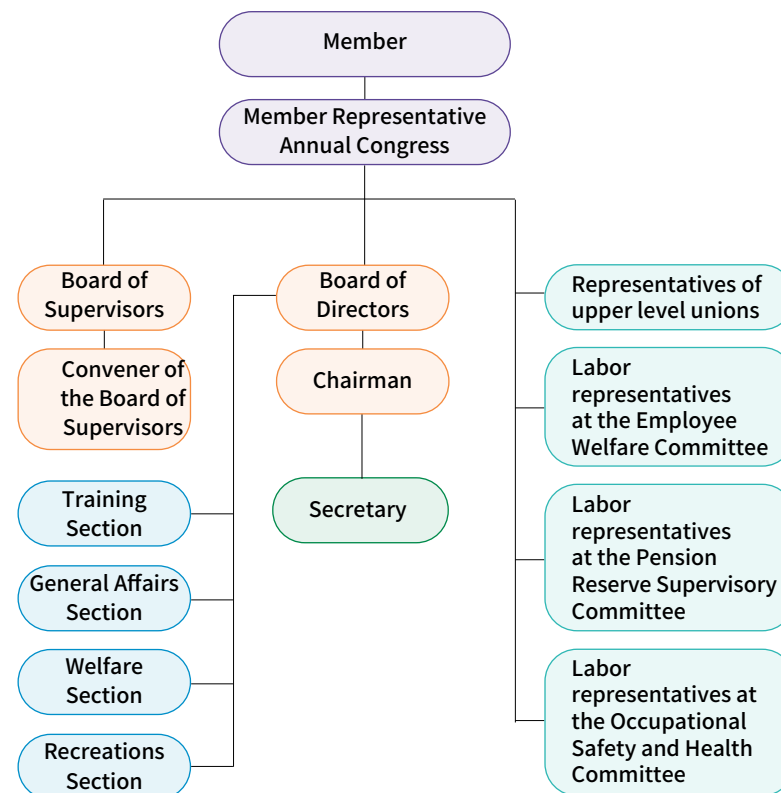 Member
Member Representative
Annual Congress
Board of
Supervisors
Board of
Directors
Representatives of
upper level unions
Convener of
the Board of
Supervisors
Chairman
Labor
representatives
at the Employee
Welfare Committee
Training
Section
Secretary
Labor
representatives
at the Pension
Reserve Supervisory
Committee
General Affairs
Section
Welfare
Section
Labor
representatives at
the Occupational
Safety and Health
Committee
Recreations
Section